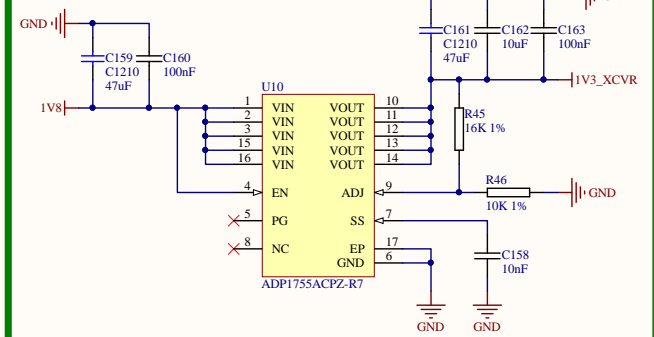 GND
C159
C1210
47uF
C160
100nF
1V8
C161
C1210
47uF
C162
10uF
C163
100nF
1V3_XCVR
U10
1 VIN VOUT 10
2 VIN VOUT 11
3 VIN VOUT 12
15 VIN VOUT 13
16 VIN VOUT 14
4 EN ADJ 9
5 PG SS 7
8 NC EP 17
GND 6
ADP1755ACPZ-R7
R45
16K 1%
R46
10K 1%
GND
C158
10nF
GND
GND